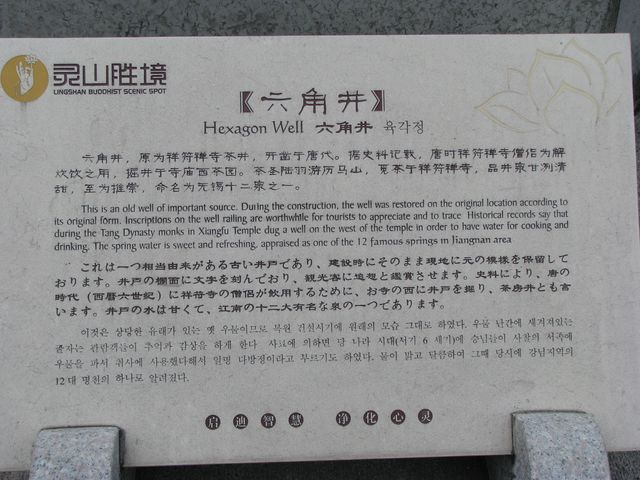 灵山胜境
LINGSHAN BUDDHIST SCENIC SPOT
【六角井】
Hexagon Well 六角井 육각정
六角井，原为祥符禅寺茶井，开凿于唐代。据史料记载，唐时祥符禅寺僧侣为解
炊饮之用，掘井于寺庙西茶园。茶圣陆羽游历马山，觅茶于祥符禅寺，品井泉甘冽清
甜，至为推崇，命名为无锡十二泉之一。
This is an old well of important source. During the construction, the well was restored on the original location according to
its original form. Inscriptions on the well railing are worthwhile for tourists to appreciate and to trace Historical records say that
during the Tang Dynasty monks in Xiangfu Temple dug a well on the west of the temple in order to have water for cooking and
drinking. The spring water is sweet and refreshing, appraised as one of the 12 famous springs in Jiangnan area
これは一つ相当由来がある古い井戸であり、建設時にそのまま現地に元の模様を保留して
おります。井戸の欄面に文字を刻んでおり、観光客に追想と鑑賞させます。史料により、唐の
時代（西暦六世紀）に祥符寺の僧侶が飲用するために、お寺の西に井戸を掘り、茶房井とも言
います。井戸の水は甘くて、江南の十二大有名な泉の一つであります。
이것은 상당한 유래가 있는 옛 우물이므로 복원 건설시기에 원래의 모습 그대로 하였다. 우물 난간에 새겨져있는
글자는 관람객들이 추억과 감상을 하게 한다 사료에 의하면 당 나라 시대(서기 6 세기)에 승님들이 사찰의 서쪽에
우물을 파서 취사에 사용했다해서 일명 다방정이라고 부르기도 하였다. 물이 맑고 달콤하여 그때 당시에 강남지역의
12대 명천의 하나로 알려졌다.
启迪智慧 净化心灵